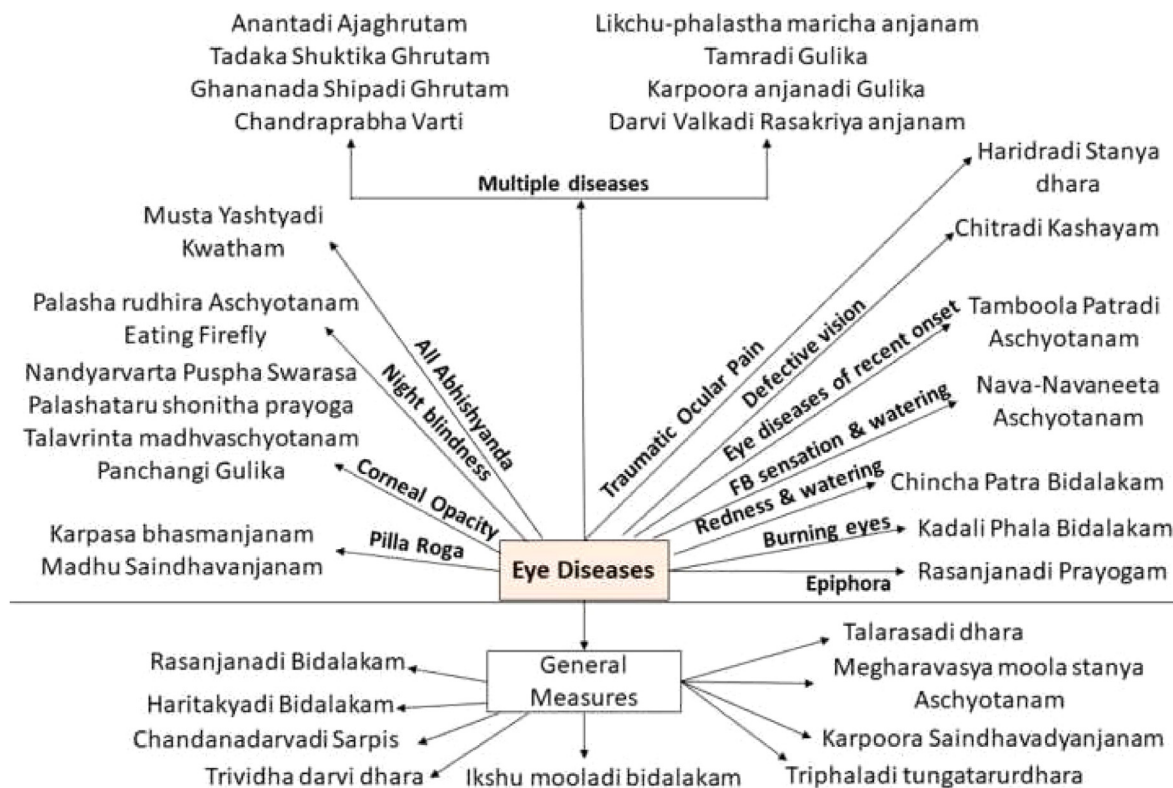 Anantadi Ajaghrutam
Tadaka Shuktika Ghrutam
Ghananada Shipadi Ghrutam
Chandraprabha Varti
Likchu-phalastha maricha anjanam
Tamradi Gulika
Karpoora anjanadi Gulika
Darvi Valkadi Rasakriya anjanam
Multiple diseases
Haridradi Stanya
dhara
Musta Yashtyadi
Kwatham
Chitradi Kashayam
Palasha rudhira Aschyotanam
Eating Firefly
Tamboola Patradi
Aschyotanam
Nandyarvarta Puspha Swarasa
Palashataru shonitha prayoga
Talavrinta madhvaschyotanam
Panchangi Gulika
Nava-Navaneeta
Aschyotanam
All Abhishyanda
Night blindness
Corneal Opacity
Pilla Roga
Traumatic Ocular Pain
Defective vision
Eye diseases of recent onset
FB sensation & watering
Redness & watering
Burning eyes
Epiphora
Chincha Patra Bidalakam
Karpasa bhasmanjanam
Madhu Saindhavanjanam
Kadali Phala Bidalakam
Eye Diseases
Rasanjanadi Prayogam
General
Measures
Rasanjanadi Bidalakam
Haritakyadi Bidalakam
Chandanadarvadi Sarpis
Trividha darvi dhara
Ikshu mooladi bidalakam
Talarasadi dhara
Megharavasya moola stanya
Aschyotanam
Karpoora Saindhavadyanjanam
Triphaladi tungatarurdhara